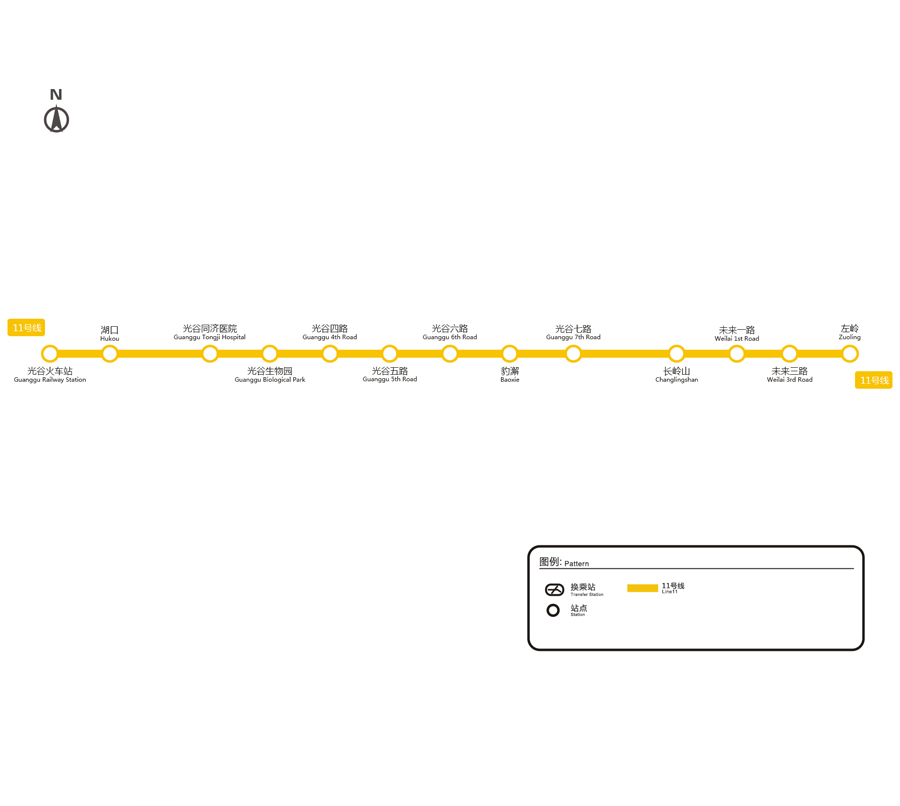 N
11号线
湖口
Hukou
光谷同济医院
Guanggu Tongji Hospital
光谷四路
Guanggu 4th Road
光谷六路
Guanggu 6th Road
光谷七路
Guanggu 7th Road
未来一路
Weilai 1st Road
左岭
Zuoling
光谷火车站
Guanggu Railway Station
光谷生物园
Guanggu Biological Park
光谷五路
Guanggu 5th Road
豹澥
Baoxie
长岭山
Changlingshan
未来三路
Weilai 3rd Road
11号线
图例: Pattern
换乘站
Transfer Station
11号线
Line11
站点
Station